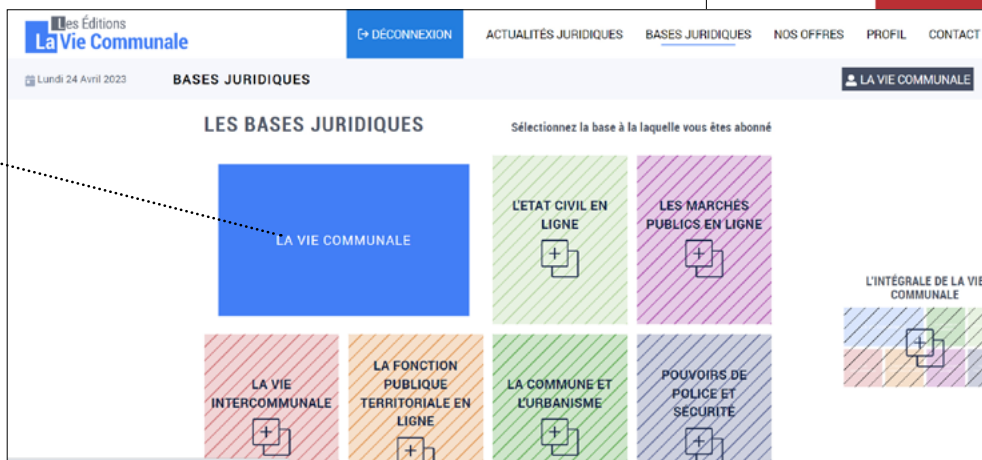 Les Éditions
La Vie Communale
DÉCONNEXION
ACTUALITÉS JURIDIQUES
BASES JURIDIQUES
NOS OFFRES
PROFIL
CONTACT
Lundi 24 Avril 2023
BASES JURIDIQUES
LA VIE COMMUNALE
LES BASES JURIDIQUES
Sélectionnez la base à la laquelle vous êtes abonné
LA VIE COMMUNALE
L'ETAT CIVIL EN
LIGNE
LES MARCHÉS
PUBLICS EN LIGNE
L'INTÉGRALE DE LA VIE
COMMUNALE
LA VIE
INTERCOMMUNALE
LA FONCTION
PUBLIQUE
TERRITORIALE EN
LIGNE
LA COMMUNE ET
L'URBANISME
POUVOIRS DE
POLICE ET
SÉCURITÉ